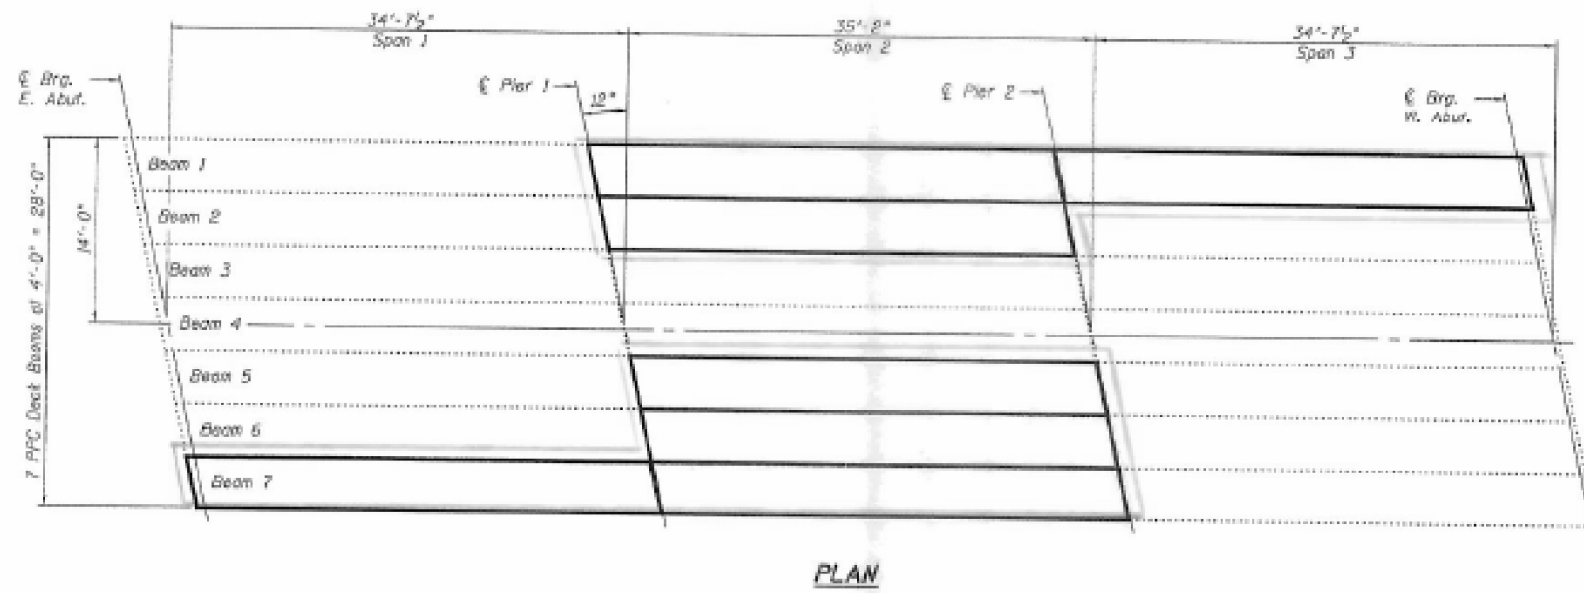 34'-7½"
Span 1
35'-2"
Span 2
34'-7½"
Span 3
℄ Brg.
E. Abut.
℄ Pier 1
12°
℄ Pier 2
℄ Brg.
W. Abut.
7 PPC Deck Beams @ 4'-0" = 28'-0"
14'-0"
Beam 1
Beam 2
Beam 3
Beam 4
Beam 5
Beam 6
Beam 7
PLAN